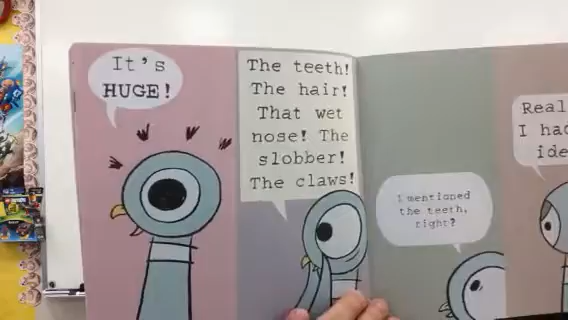 It's
HUGE!
The teeth!
The hair!
That wet
nose! The
slobber!
The claws!
I mentioned
the teeth,
right?
Real
I had
ide